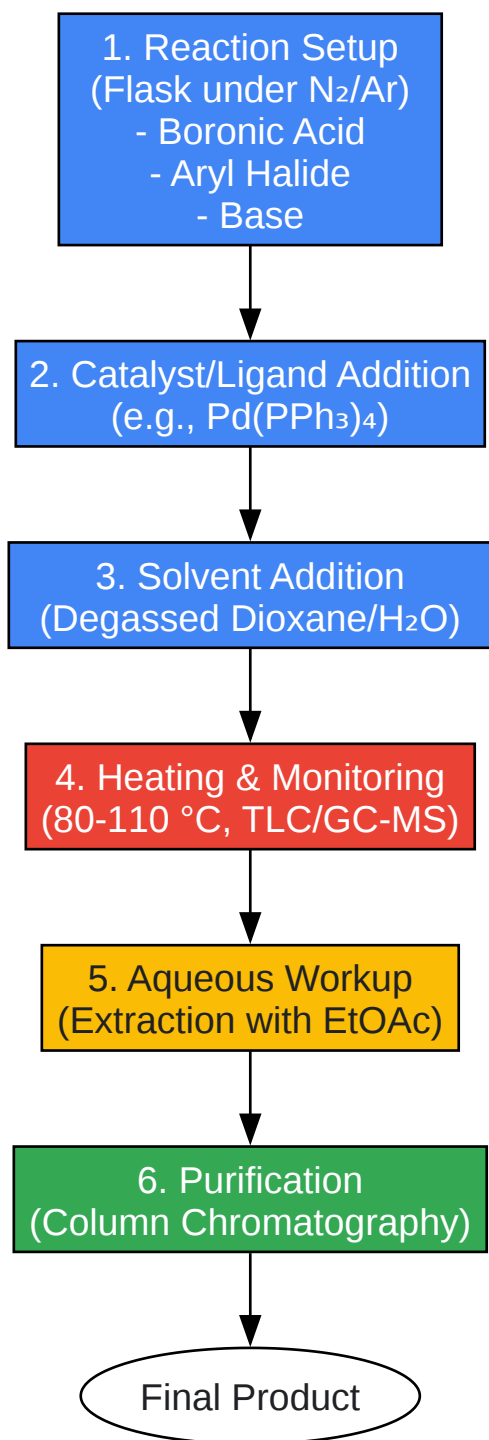 1. Reaction Setup
(Flask under N₂/Ar)
- Boronic Acid
- Aryl Halide
- Base
2. Catalyst/Ligand Addition
(e.g., Pd(PPh₃)₄)
3. Solvent Addition
(Degassed Dioxane/H₂O)
4. Heating & Monitoring
(80-110 °C, TLC/GC-MS)
5. Aqueous Workup
(Extraction with EtOAc)
6. Purification
(Column Chromatography)
Final Product